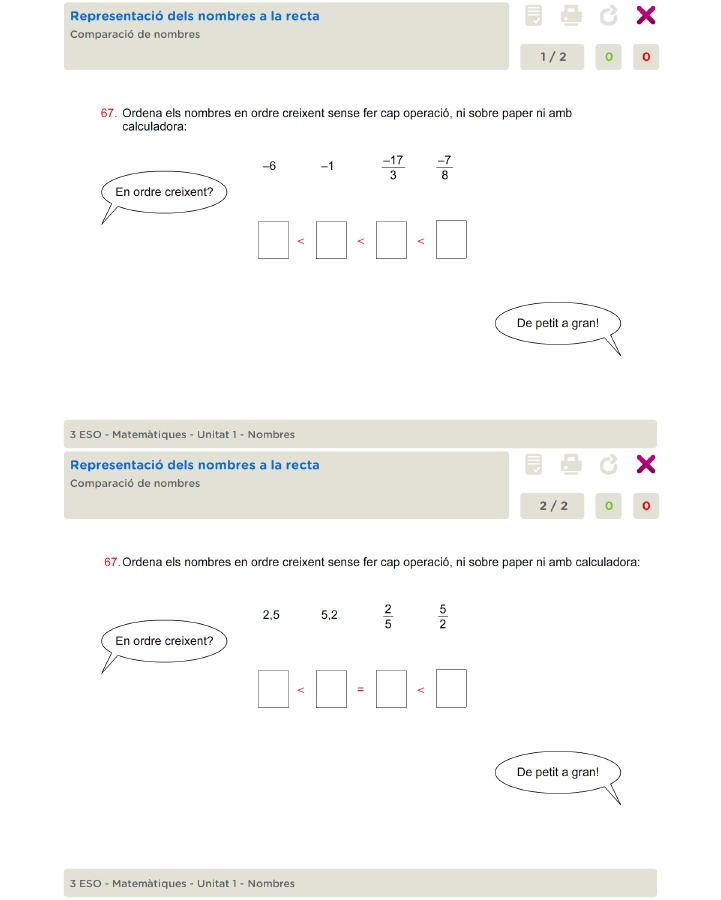 Representació dels nombres a la recta
Comparació de nombres
1 / 2
0
0
67. Ordena els nombres en ordre creixent sense fer cap operació, ni sobre paper ni amb
calculadora:
–6 –1 –17/3 –7/8
En ordre creixent?
< < <
De petit a gran!
3 ESO - Matemàtiques - Unitat 1 - Nombres
Representació dels nombres a la recta
Comparació de nombres
2 / 2
0
0
67. Ordena els nombres en ordre creixent sense fer cap operació, ni sobre paper ni amb calculadora:
2,5 5,2 2/5 5/2
En ordre creixent?
< = <
De petit a gran!
3 ESO - Matemàtiques - Unitat 1 - Nombres